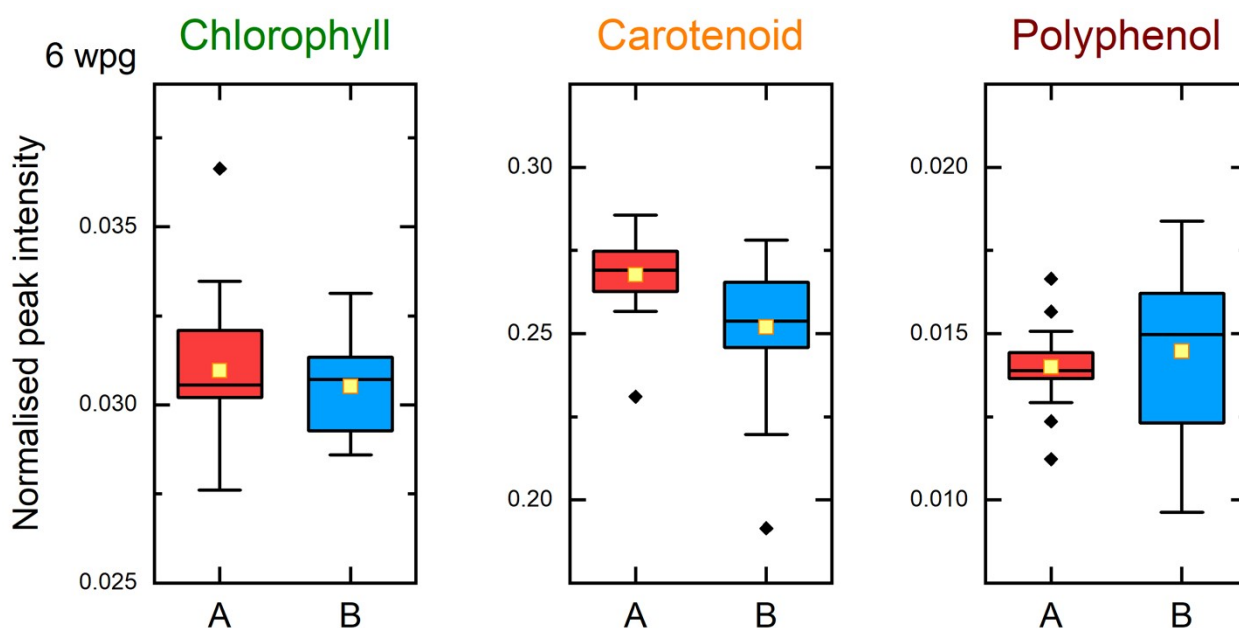 Chlorophyll
Carotenoid
Polyphenol
6 wpg
Normalised peak intensity
0.035
0.030
0.025
A
B
0.30
0.25
0.20
A
B
0.020
0.015
0.010
A
B